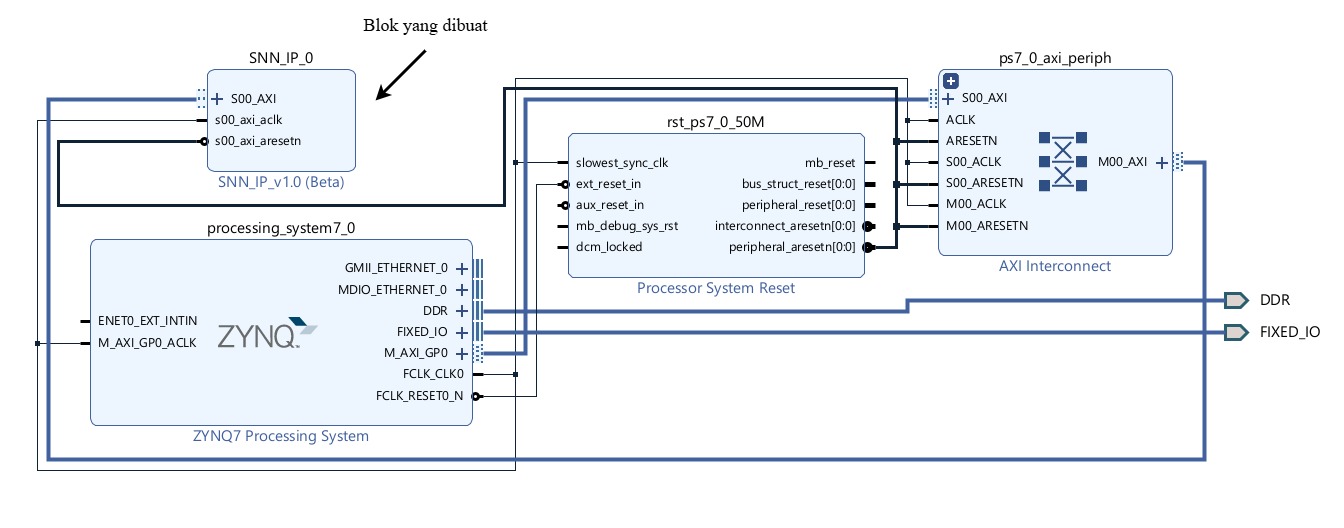 Blok yang dibuat
SNN_IP_0
S00_AXI
s00_axi_aclk
s00_axi_aresetn
SNN_IP_v1.0 (Beta)
rst_ps7_0_50M
slowest_sync_clk
ext_reset_in
aux_reset_in
mb_debug_sys_rst
dcm_locked
mb_reset
bus_struct_reset[0:0]
peripheral_reset[0:0]
interconnect_aresetn[0:0]
peripheral_aresetn[0:0]
Processor System Reset
ps7_0_axi_periph
S00_AXI
ACLK
ARESETN
S00_ACLK
S00_ARESETN
M00_ACLK
M00_ARESETN
M00_AXI
AXI Interconnect
processing_system7_0
ENET0_EXT_INTIN
M_AXI_GP0_ACLK
ZYNQ
GMII_ETHERNET_0
MDIO_ETHERNET_0
DDR
FIXED_IO
M_AXI_GP0
FCLK_CLK0
FCLK_RESET0_N
ZYNQ7 Processing System
DDR
FIXED_IO